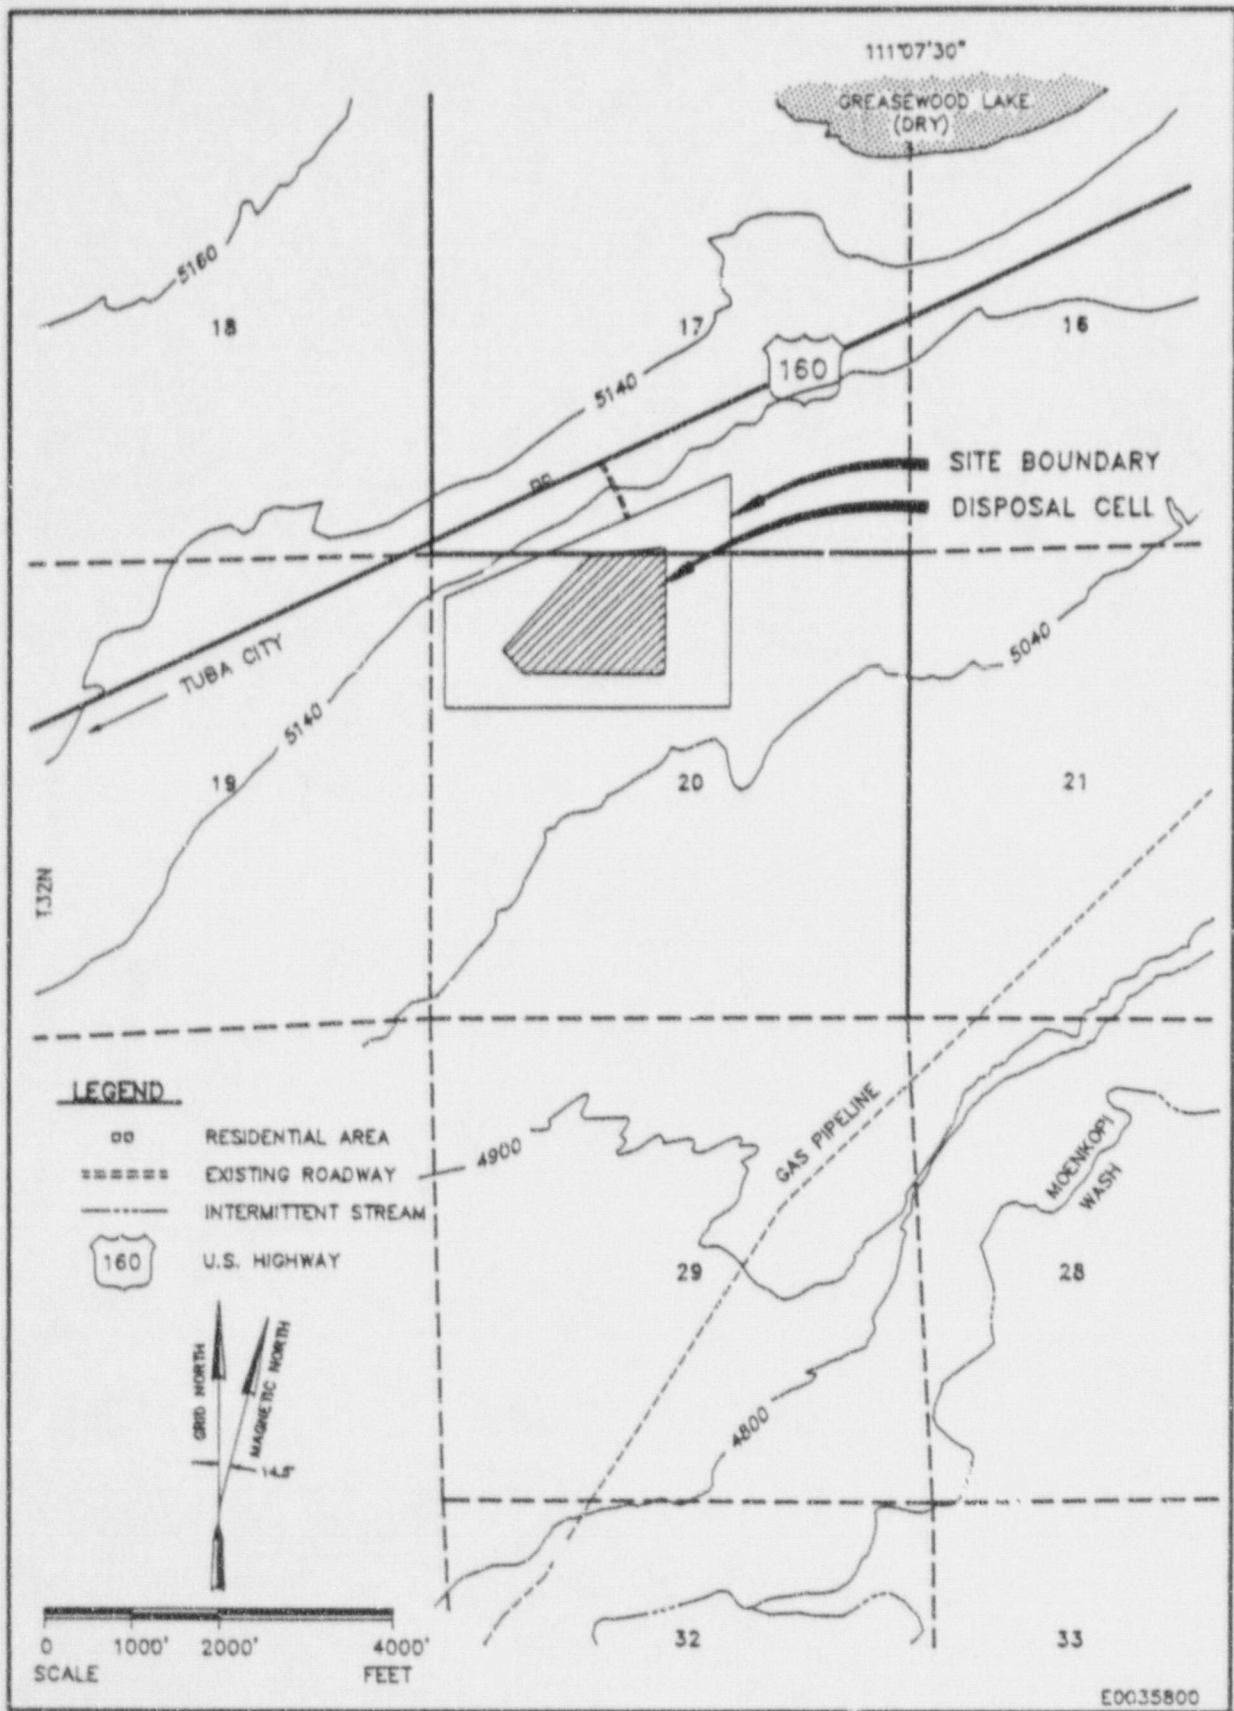 111°07'30"
GREASEWOOD LAKE
(DRY)
5160
18
17
16
160
5140
SITE BOUNDARY
DISPOSAL CELL
TUBA CITY
5140
5040
19
20
21
T32N
LEGEND
RESIDENTIAL AREA
EXISTING ROADWAY
INTERMITTENT STREAM
160
U.S. HIGHWAY
4900
GAS PIPELINE
MOENKOPI
WASH
29
28
GRID NORTH
MAGNETIC NORTH
14.5°
4800
0 1000' 2000' 4000'
SCALE FEET
32
33
E0035800